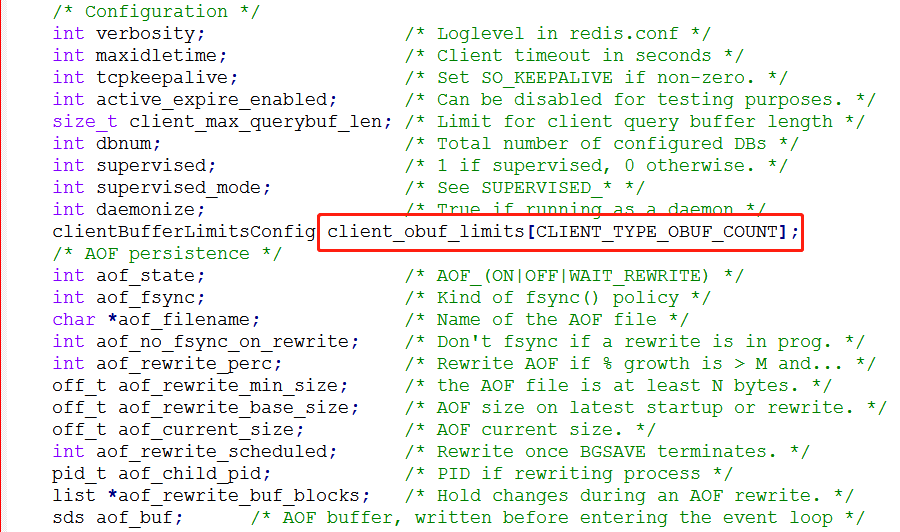 /* Configuration */
int verbosity; /* Loglevel in redis.conf */
int maxidletime; /* Client timeout in seconds */
int tcpkeepalive; /* Set SO_KEEPALIVE if non-zero. */
int active_expire_enabled; /* Can be disabled for testing purposes. */
size_t client_max_querybuf_len; /* Limit for client query buffer length */
int dbnum; /* Total number of configured DBs */
int supervised; /* 1 if supervised, 0 otherwise. */
int supervised_mode; /* See SUPERVISED_* */
int daemonize; /* True if running as a daemon */
clientBufferLimitsConfig client_obuf_limits[CLIENT_TYPE_OBUF_COUNT];
/* AOF persistence */
int aof_state; /* AOF_(ON|OFF|WAIT_REWRITE) */
int aof_fsync; /* Kind of fsync() policy */
char *aof_filename; /* Name of the AOF file */
int aof_no_fsync_on_rewrite; /* Don't fsync if a rewrite is in prog. */
int aof_rewrite_perc; /* Rewrite AOF if % growth is > M and... */
off_t aof_rewrite_min_size; /* the AOF file is at least N bytes. */
off_t aof_rewrite_base_size; /* AOF size on latest startup or rewrite. */
off_t aof_current_size; /* AOF current size. */
int aof_rewrite_scheduled; /* Rewrite once BGSAVE terminates. */
pid_t aof_child_pid; /* PID if rewriting process */
list *aof_rewrite_buf_blocks; /* Hold changes during an AOF rewrite. */
sds aof_buf; /* AOF buffer, written before entering the event loop */